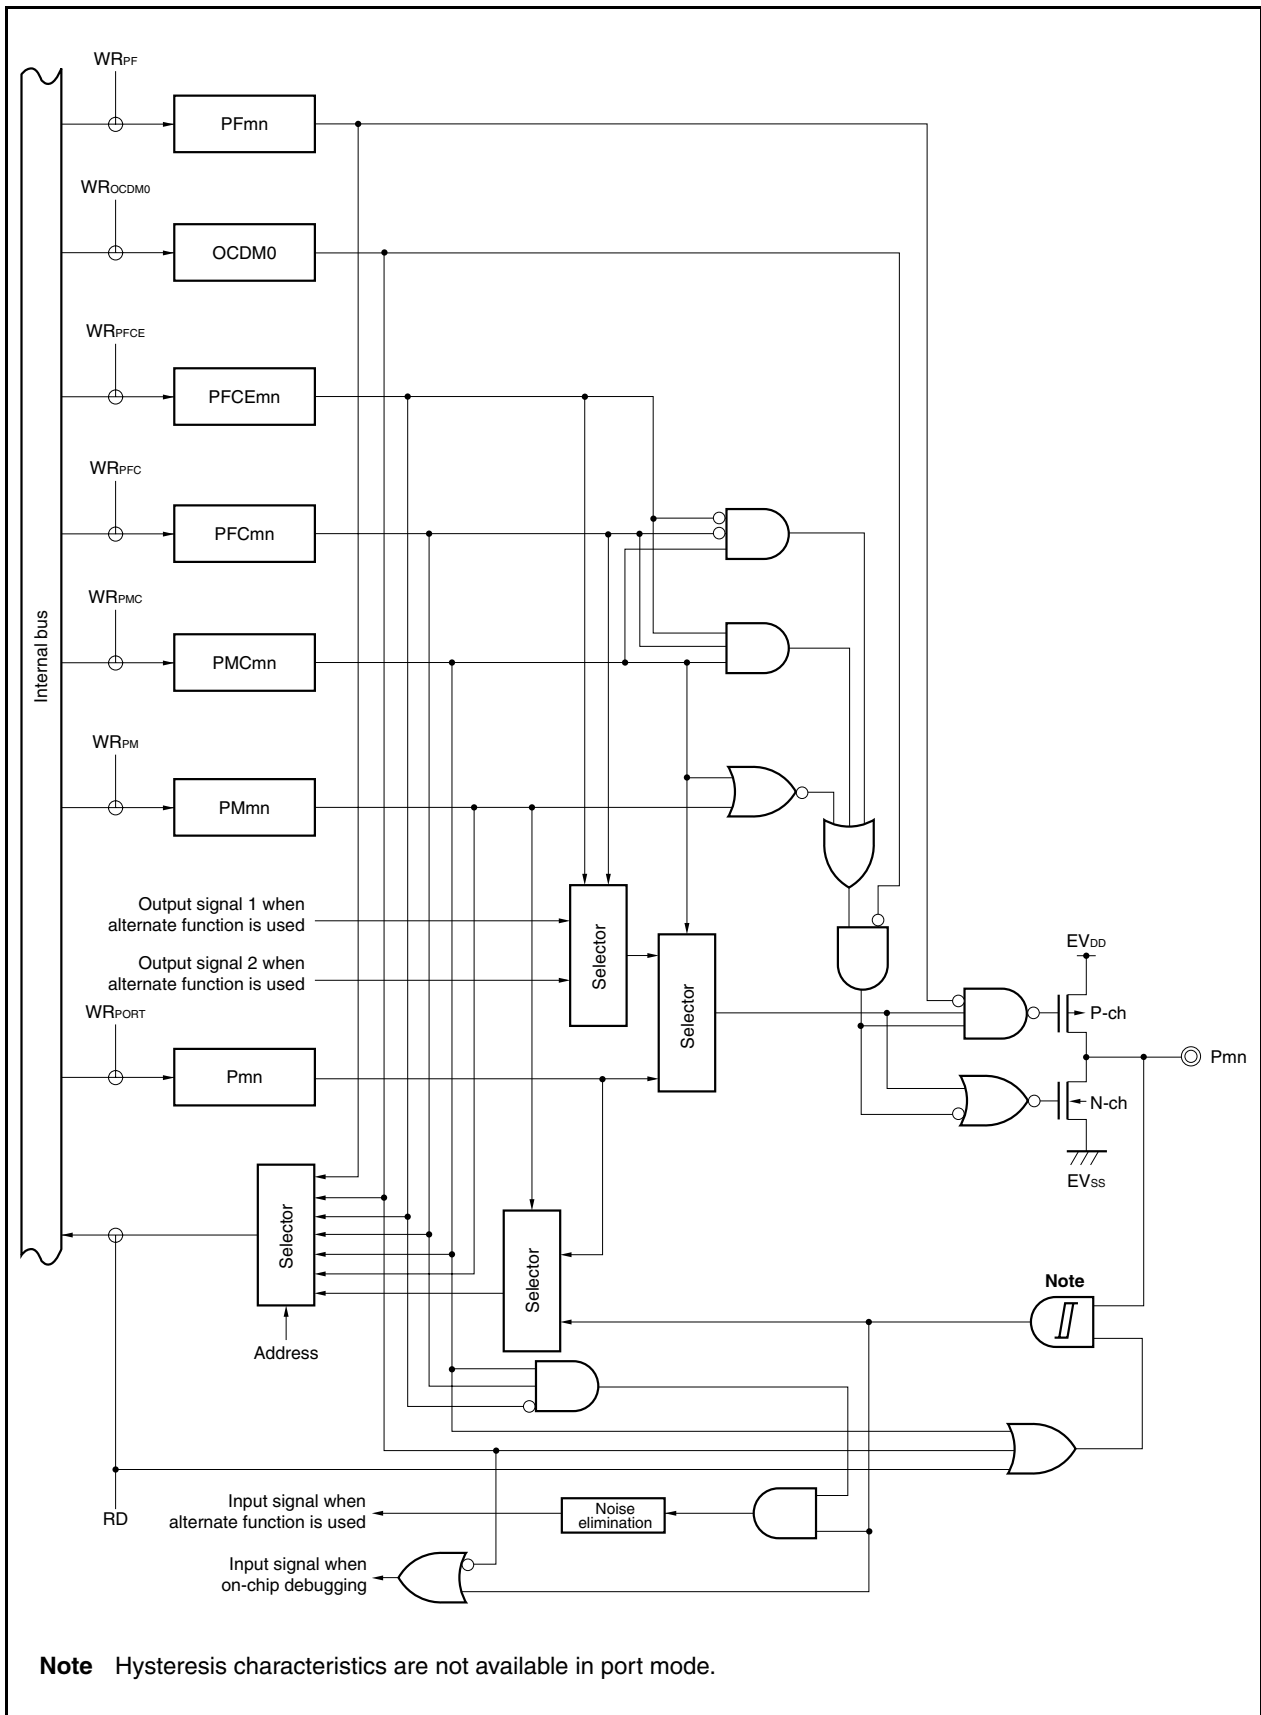 WRPF
PFmn
WROCDM0
OCDM0
WRPFCE
PFCEmn
WRPFC
PFCmn
WRPMC
Internal bus
PMCmn
WRPM
PMmn
Output signal 1 when
alternate function is used
Output signal 2 when
alternate function is used
Selector
Selector
EVDD
P-ch
WRPORT
Pmn
Pmn
N-ch
EVSS
Selector
Selector
Note
Address
RD
Input signal when
alternate function is used
Noise
elimination
Input signal when
on-chip debugging
Note Hysteresis characteristics are not available in port mode.